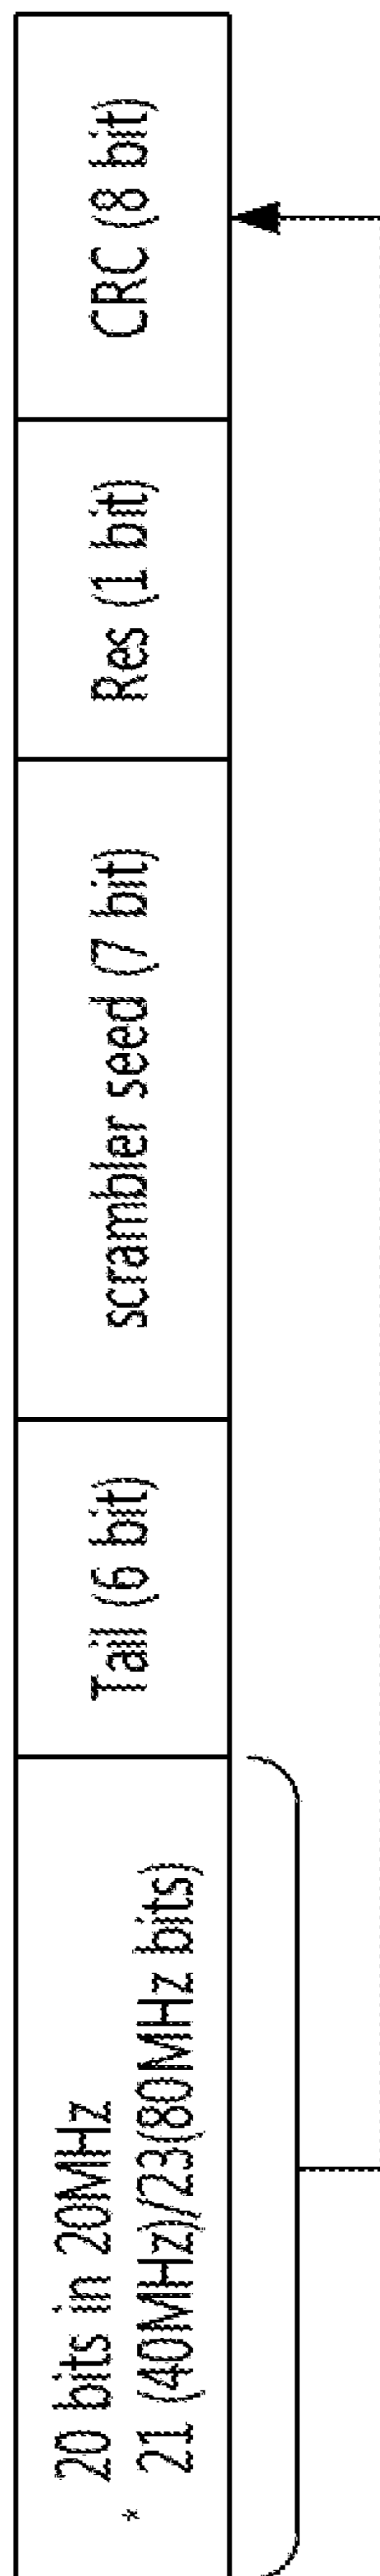 20 bits in 20MHz
* 21 (40MHz)/23(80MHz bits)
Tail (6 bit)
scrambler seed (7 bit)
Res (1 bit)
CRC (8 bit)